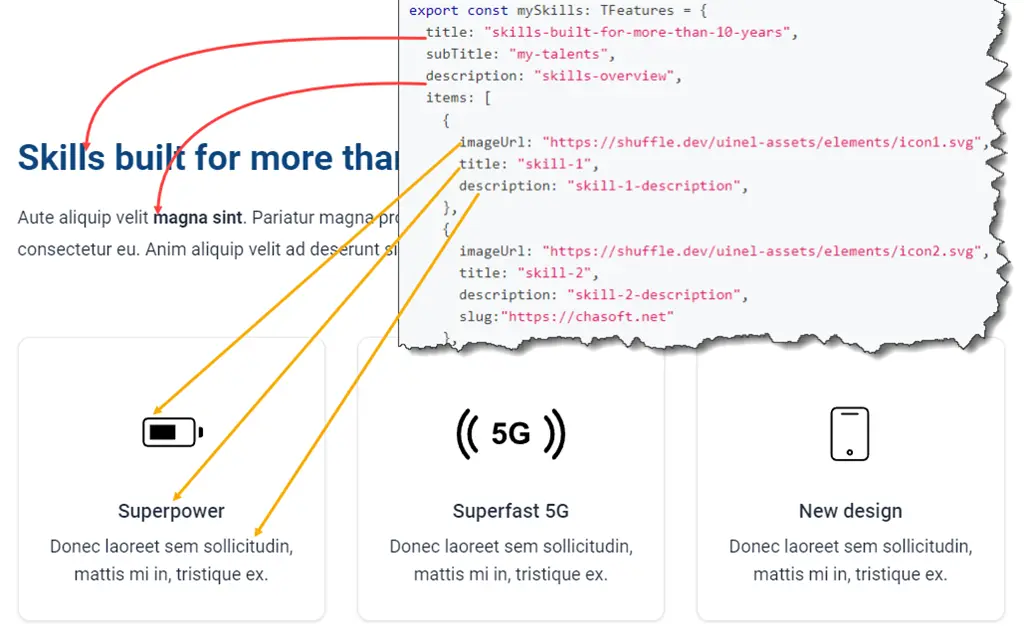 export const mySkills: TFeatures = {
title: "skills-built-for-more-than-10-years",
subTitle: "my-talents",
description: "skills-overview",
items: [
{
imageUrl: "https://shuffle.dev/uinel-assets/elements/icon1.svg",
title: "skill-1",
description: "skill-1-description",
},
{
imageUrl: "https://shuffle.dev/uinel-assets/elements/icon2.svg",
title: "skill-2",
description: "skill-2-description",
slug:"https://chasoft.net"
},
Skills built for more than
Aute aliquip velit magna sint. Pariatur magna pro
consectetur eu. Anim aliquip velit ad deserunt si
5G
Superpower
Donec laoreet sem sollicitudin,
mattis mi in, tristique ex.
Superfast 5G
Donec laoreet sem sollicitudin,
mattis mi in, tristique ex.
New design
Donec laoreet sem sollicitudin,
mattis mi in, tristique ex.